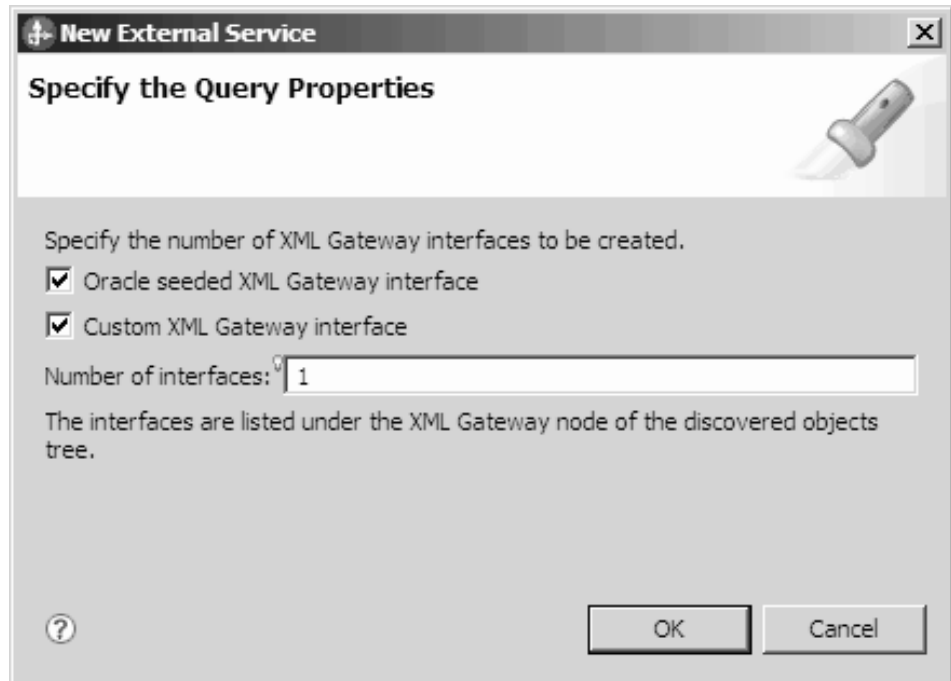 New External Service
Specify the Query Properties
Specify the number of XML Gateway interfaces to be created.
Oracle seeded XML Gateway interface
Custom XML Gateway interface
Number of interfaces: 1
The interfaces are listed under the XML Gateway node of the discovered objects
tree.
?
OK Cancel